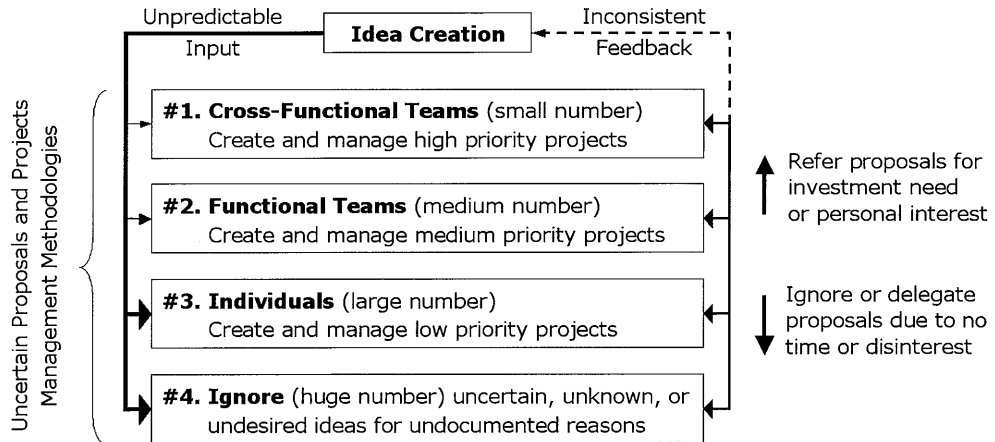 Unpredictable
Input
Idea Creation
Inconsistent
Feedback
Uncertain Proposals and Projects
Management Methodologies
#1. Cross-Functional Teams (small number)
Create and manage high priority projects
#2. Functional Teams (medium number)
Create and manage medium priority projects
#3. Individuals (large number)
Create and manage low priority projects
#4. Ignore (huge number) uncertain, unknown, or
undesired ideas for undocumented reasons
Refer proposals for
investment need
or personal interest
Ignore or delegate
proposals due to no
time or disinterest